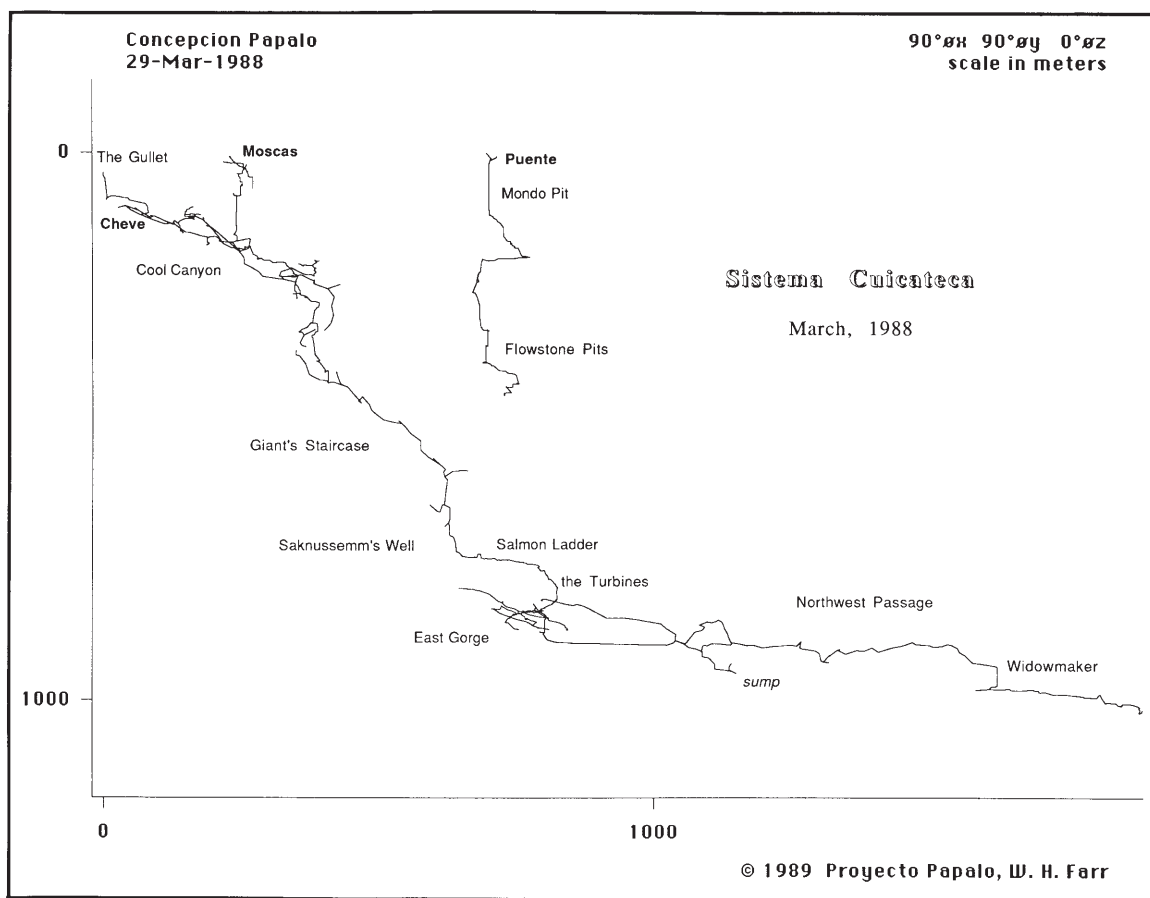 Concepcion Papalo
29-Mar-1988
90°øx 90°øy 0°øz
scale in meters
0
The Gullet
Moscas
Puente
Mondo Pit
Cheve
Cool Canyon
Sistema Cuicateca
March, 1988
Flowstone Pits
Giant's Staircase
Saknussemm's Well
Salmon Ladder
the Turbines
Northwest Passage
East Gorge
Widowmaker
sump
1000
0
1000
© 1989 Proyecto Papalo, W. H. Farr